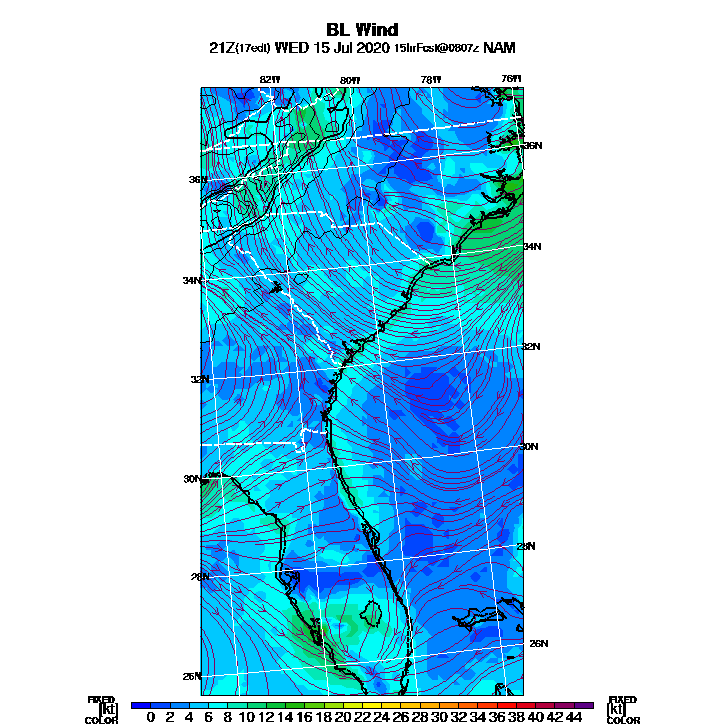 BL Wind
21Z(17edt) WED 15 Jul 2020 15hrFcst@0807z NAM
82W 80W 78W 76W
36N
36N
34N
34N
32N
32N
30N
30N
28N
28N
26N
26N
FIXED FIXED
[kt] 0 2 4 6 8 10 12 14 16 18 20 22 24 26 28 30 32 34 36 38 40 42 44 [kt]
COLOR COLOR